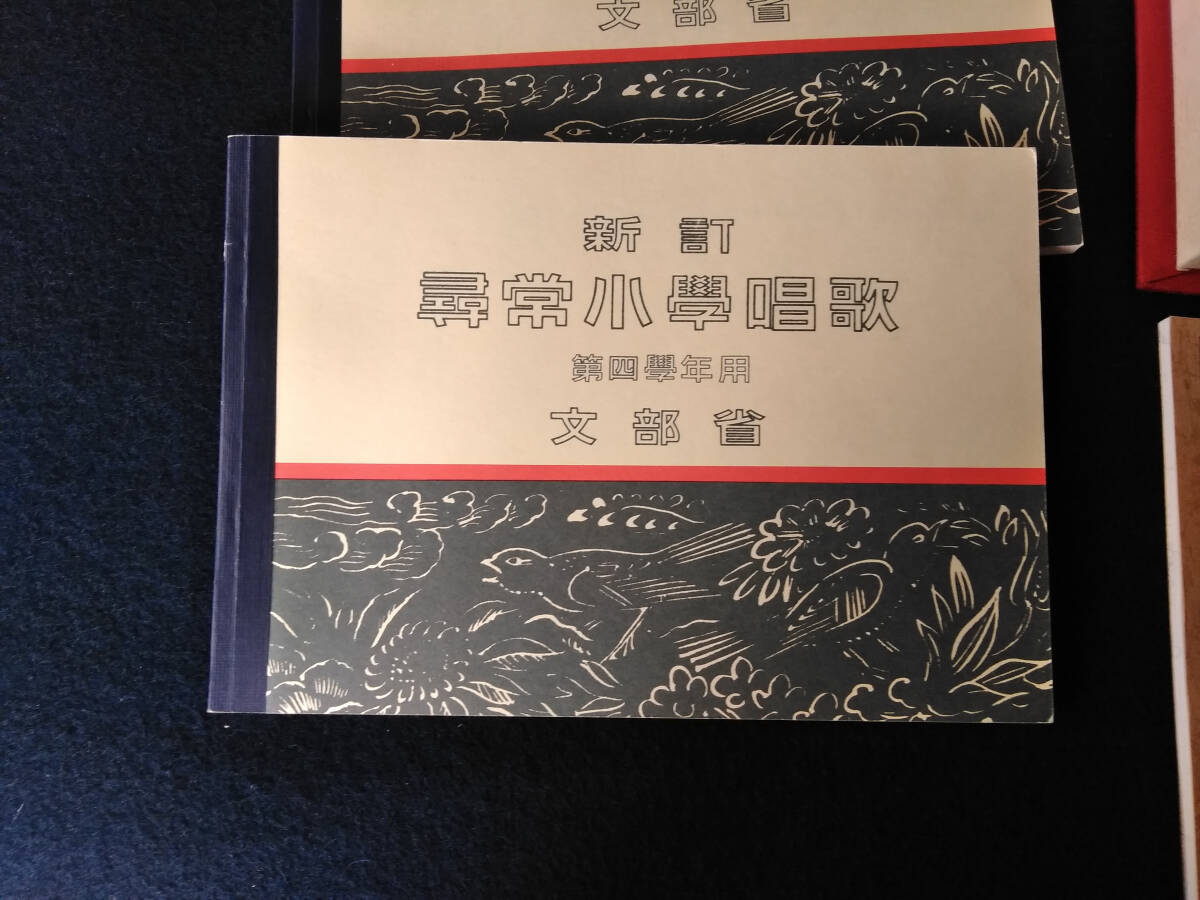 文部省
新訂
尋常小學唱歌
第四學年用
文部省